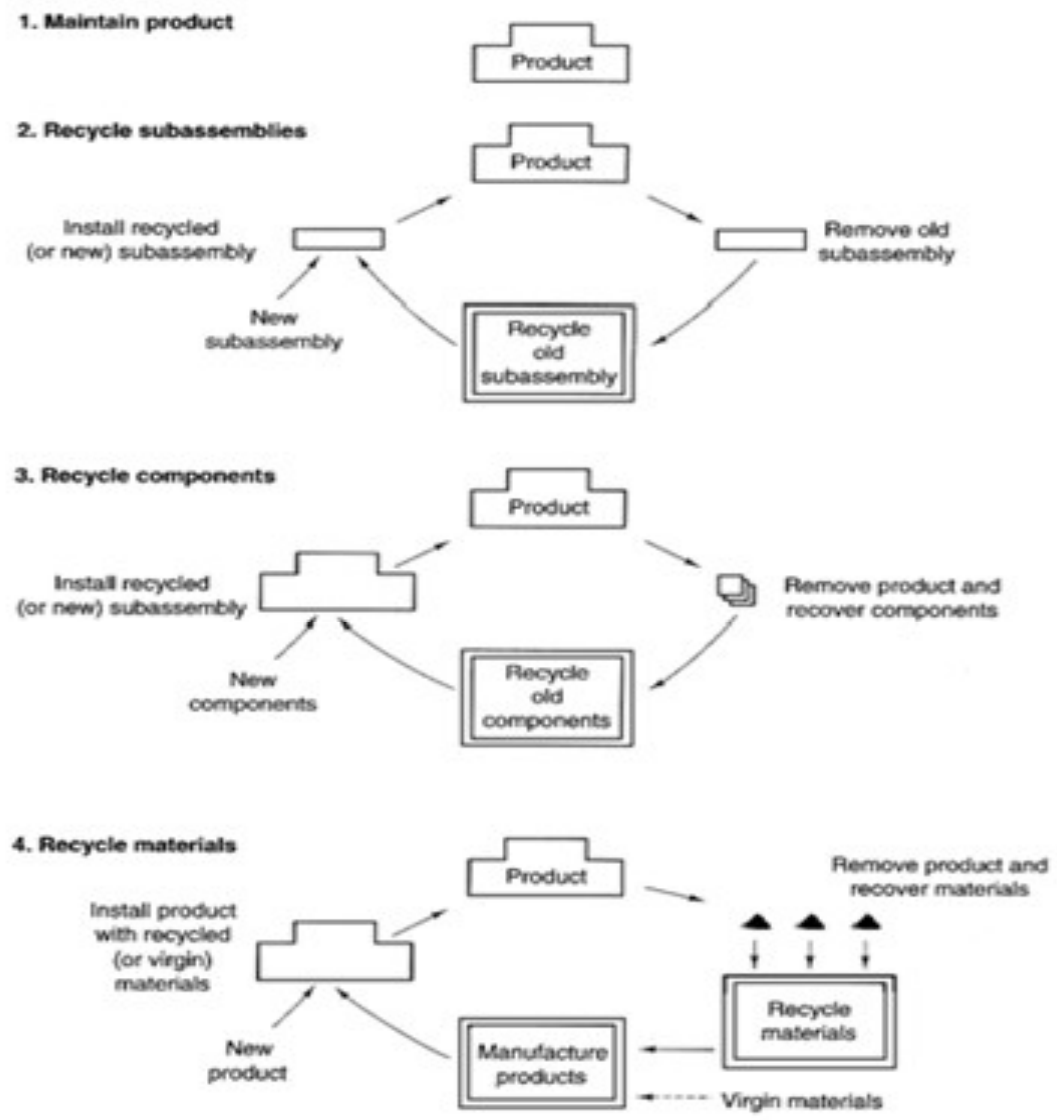 1. Maintain product
Product
2. Recycle subassemblies
Product
Install recycled
(or new) subassembly
Remove old
subassembly
New
subassembly
Recycle
old
subassembly
3. Recycle components
Product
Install recycled
(or new) subassembly
Remove product and
recover components
New
components
Recycle
old
components
4. Recycle materials
Product
Remove product and
recover materials
Install product
with recycled
(or virgin)
materials
Recycle
materials
New
product
Manufacture
products
Virgin materials